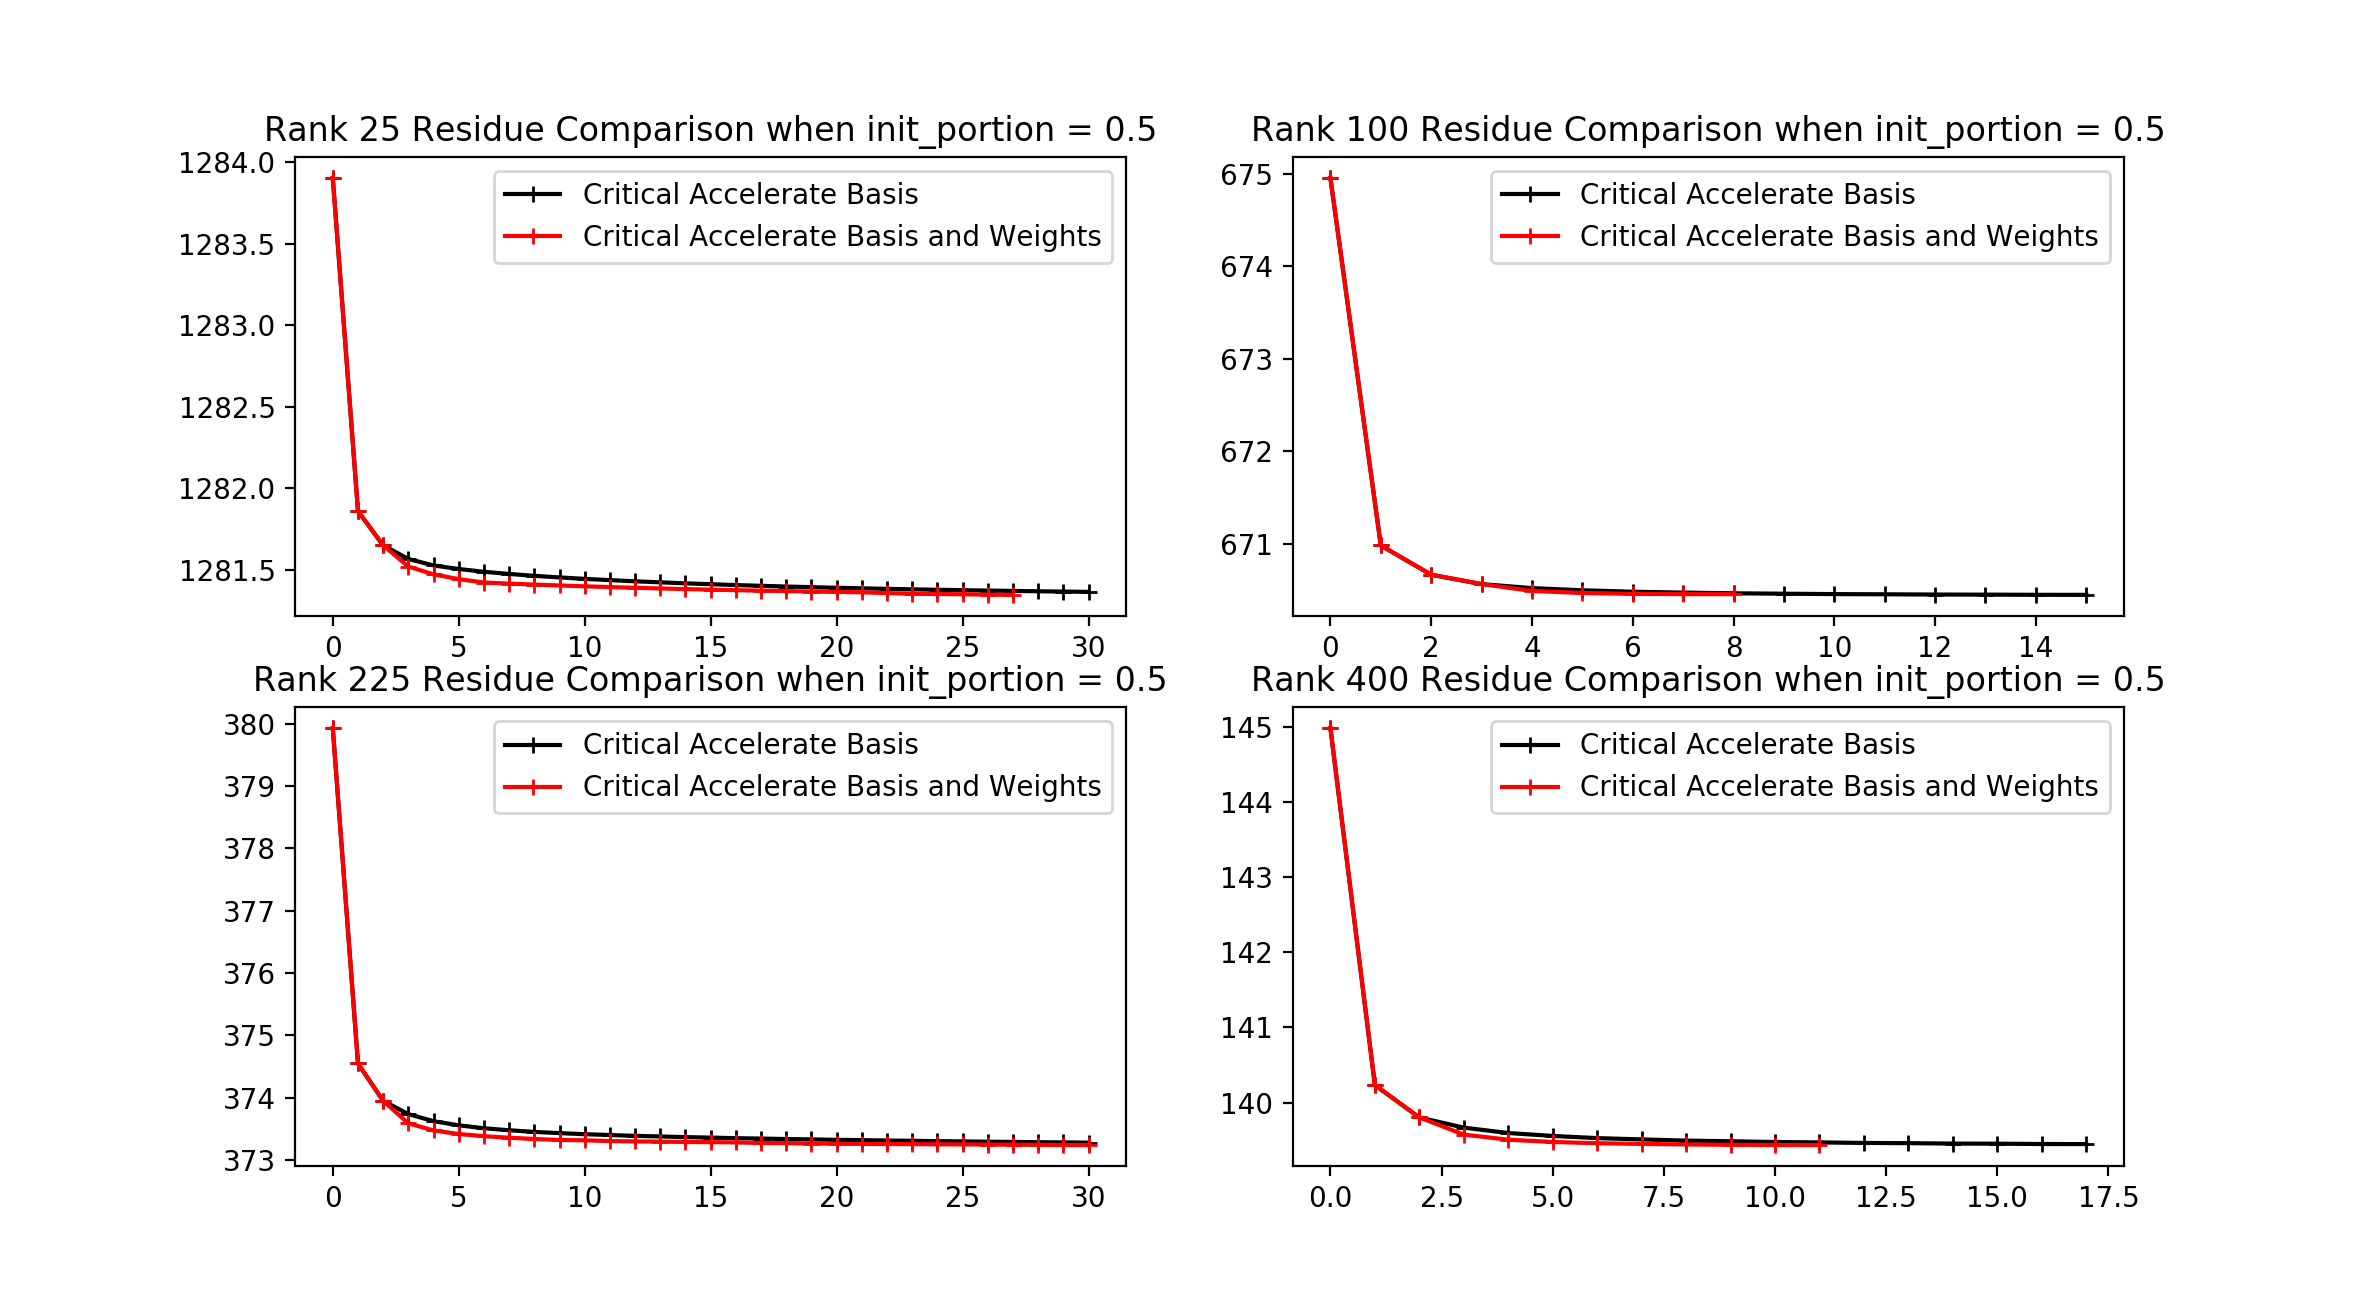 Rank 25 Residue Comparison when init_portion = 0.5
1284.0
1283.5
1283.0
1282.5
1282.0
1281.5
Critical Accelerate Basis
Critical Accelerate Basis and Weights
0 5 10 15 20 25 30
Rank 100 Residue Comparison when init_portion = 0.5
675
674
673
672
671
Critical Accelerate Basis
Critical Accelerate Basis and Weights
0 2 4 6 8 10 12 14
Rank 225 Residue Comparison when init_portion = 0.5
380
379
378
377
376
375
374
373
Critical Accelerate Basis
Critical Accelerate Basis and Weights
0 5 10 15 20 25 30
Rank 400 Residue Comparison when init_portion = 0.5
145
144
143
142
141
140
Critical Accelerate Basis
Critical Accelerate Basis and Weights
0.0 2.5 5.0 7.5 10.0 12.5 15.0 17.5